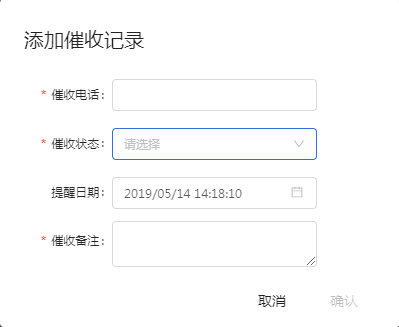 添加催收记录
* 催收电话:
* 催收状态: 请选择
提醒日期: 2019/05/14 14:18:10
* 催收备注:
取消 确认